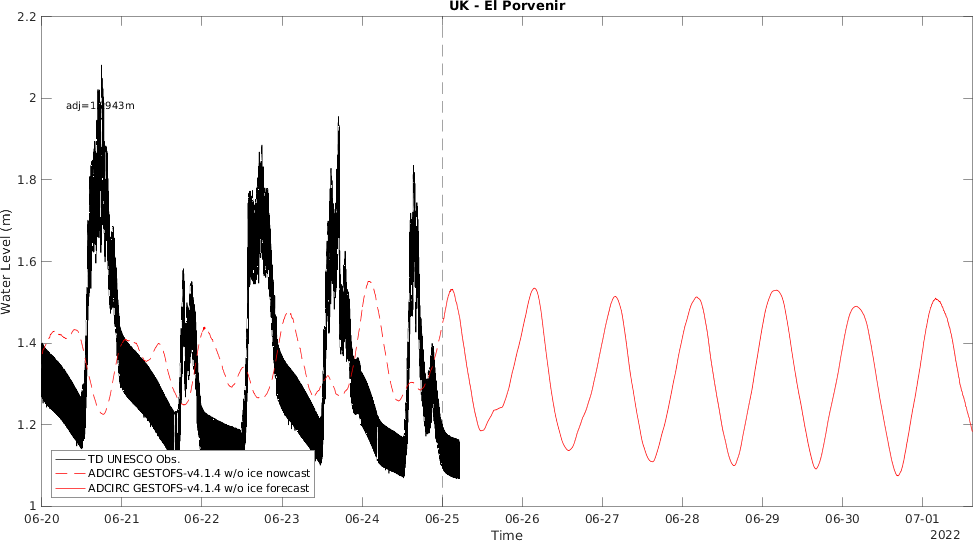 UK - El Porvenir
2.2
2
1.8
1.6
1.4
1.2
1
Water Level (m)
TD UNESCO Obs.
ADCIRC GESTOFS-v4.1.4 w/o ice nowcast
ADCIRC GESTOFS-v4.1.4 w/o ice forecast
06-20 06-21 06-22 06-23 06-24 06-25 06-26 06-27 06-28 06-29 06-30 07-01
Time
2022